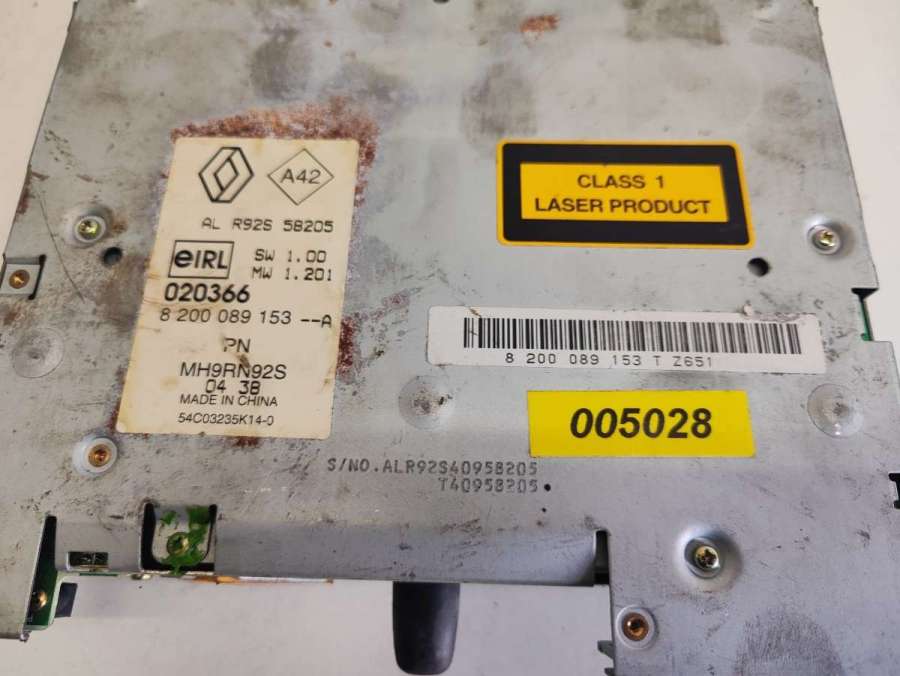 A42
AL R92S 58205
eIRL
SW 1.00
MW 1.201
020366
8 200 089 153 --A
PN
MH9RN92S
04 38
MADE IN CHINA
54C03235K14-0
CLASS 1
LASER PRODUCT
8 200 089 153 T Z651
005028
S/NO.ALR92S40958205
T40958205